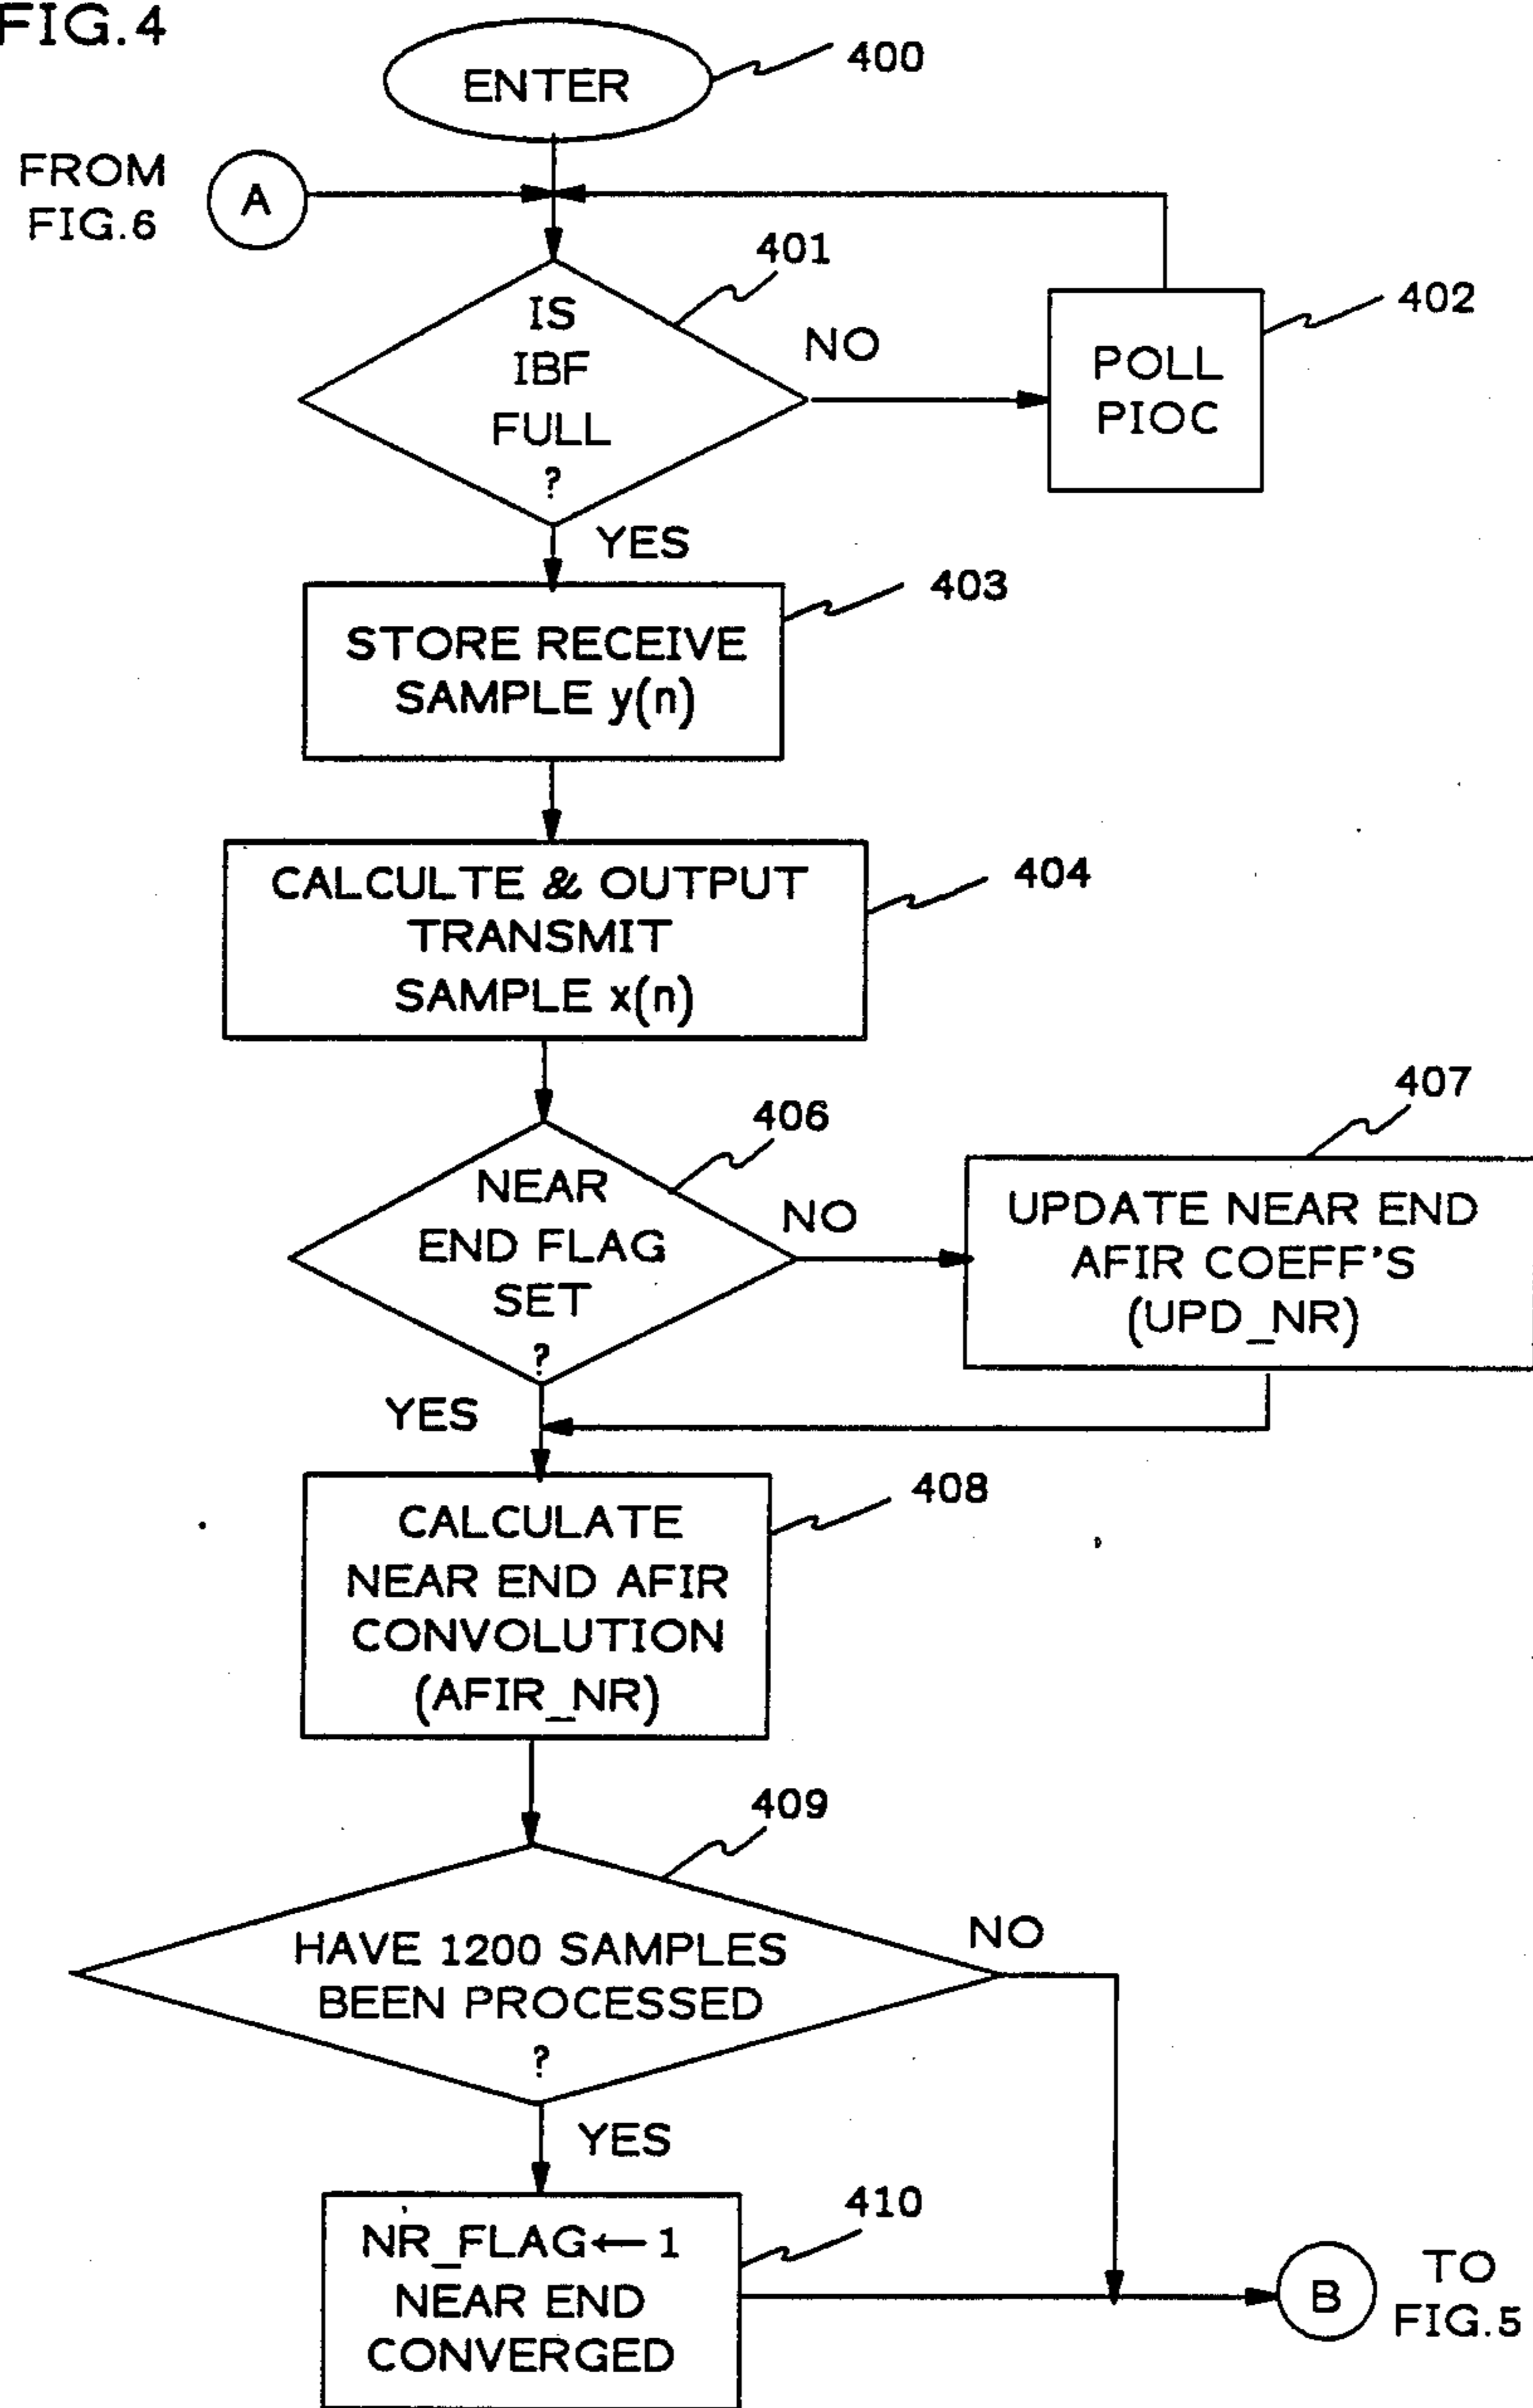 FIG.4
ENTER
400
FROM
FIG.6
A
401
IS
IBF
FULL
?
NO
402
POLL
PIOC
YES
403
STORE RECEIVE
SAMPLE y(n)
404
CALCULTE & OUTPUT
TRANSMIT
SAMPLE x(n)
406
NEAR
END FLAG
SET
?
NO
407
UPDATE NEAR END
AFIR COEFF'S
(UPD_NR)
YES
408
CALCULATE
NEAR END AFIR
CONVOLUTION
(AFIR_NR)
409
HAVE 1200 SAMPLES
BEEN PROCESSED
?
NO
YES
410
NR_FLAG←1
NEAR END
CONVERGED
B
TO
FIG.5